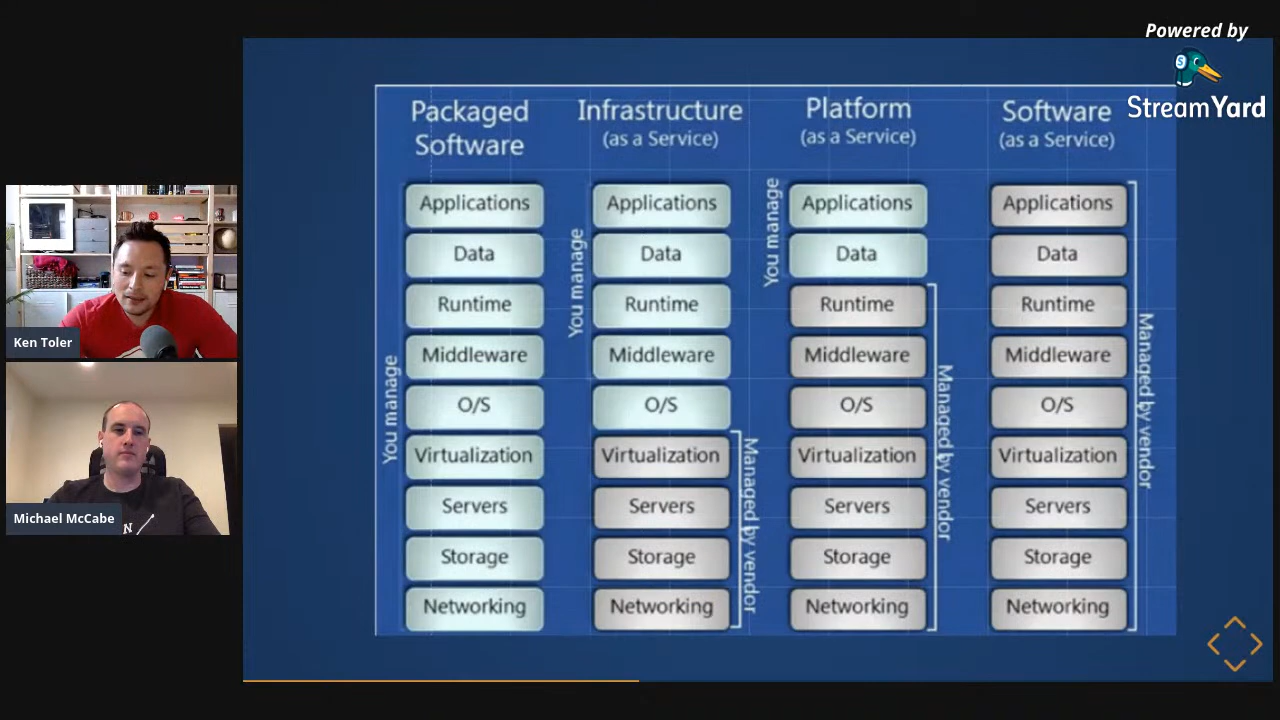 Powered by
StreamYard
Ken Toler
Michael McCabe
N
Packaged
Software
You manage
Applications
Data
Runtime
Middleware
O/S
Virtualization
Servers
Storage
Networking
Infrastructure
(as a Service)
You manage
Applications
Data
Runtime
Middleware
O/S
Virtualization
Servers
Storage
Networking
Managed by vendor
Platform
(as a Service)
You manage
Applications
Data
Runtime
Middleware
O/S
Virtualization
Servers
Storage
Networking
Managed by vendor
Software
(as a Service)
Applications
Data
Runtime
Middleware
O/S
Virtualization
Servers
Storage
Networking
Managed by vendor